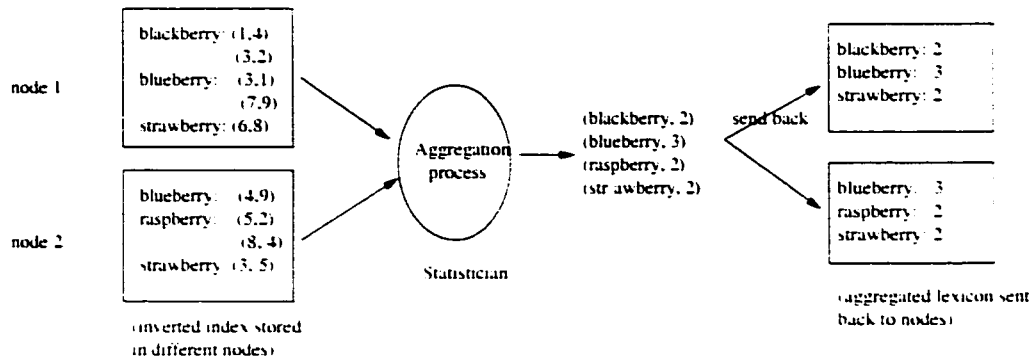 node 1
blackberry: (1,4)
(3,2)
blueberry: (3,1)
(7,9)
strawberry: (6,8)
node 2
blueberry: (4,9)
raspberry: (5,2)
(8, 4)
strawberry (3, 5)
(inverted index stored
in different nodes)
Aggregation
process
Statistician
(blackberry, 2)
(blueberry, 3)
(raspberry, 2)
(str awberry, 2)
send back
blackberry: 2
blueberry: 3
strawberry: 2
blueberry: 3
raspberry: 2
strawberry: 2
(aggregated lexicon sent
back to nodes)